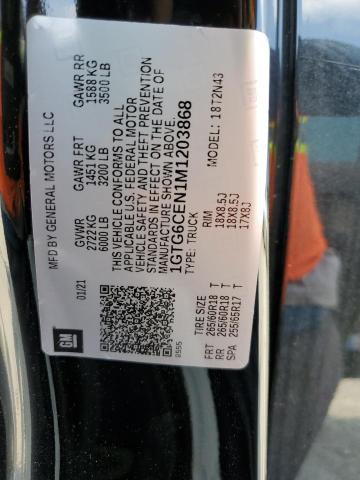 MFD BY GENERAL MOTORS LLC
01/21
GM
GVWR GAWR FRT GAWR RR
2722 KG 1451 KG 1588 KG
6000 LB 3200 LB 3500 LB
THIS VEHICLE CONFORMS TO ALL
APPLICABLE U.S. FEDERAL MOTOR
VEHICLE SAFETY AND THEFT PREVENTION
STANDARDS IN EFFECT ON THE DATE OF
MANUFACTURE SHOWN ABOVE.
1GTG6CEN1M1203868
TYPE: TRUCK MODEL: 18T2N43
TIRE SIZE RIM
FRT 265/60R18 T 18X8.5J
RR 265/60R18 T 18X8.5J
SPA 255/65R17 T 17X8J